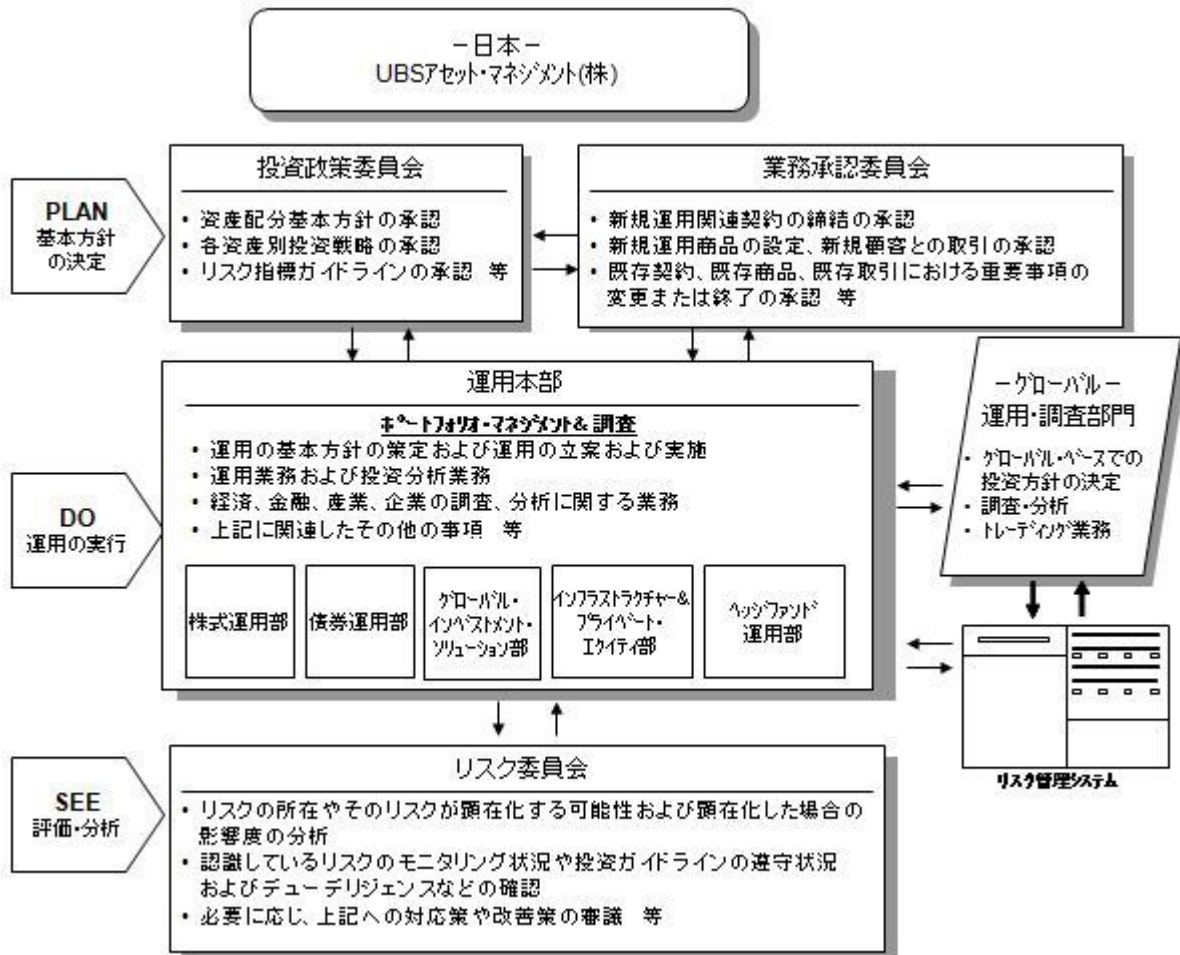 －日本－
UBSｱｾｯﾄ･ﾏﾈｼﾞﾒﾝﾄ(株)
PLAN
基本方針
の決定
投資政策委員会
• 資産配分基本方針の承認
• 各資産別投資戦略の承認
• リスク指標ガイドラインの承認　等
業務承認委員会
• 新規運用関連契約の締結の承認
• 新規運用商品の設定、新規顧客との取引の承認
• 既存契約、既存商品、既存取引における重要事項の
変更または終了の承認　等
DO
運用の実行
運用本部
ﾎﾟｰﾄﾌｫﾘｵ･ﾏﾈｼﾞﾒﾝﾄ& 調査
• 運用の基本方針の策定および運用の立案および実施
• 運用業務および投資分析業務
• 経済、金融、産業、企業の調査、分析に関する業務
• 上記に関連したその他の事項　等
株式運用部
債券運用部
ｸﾞﾛｰﾊﾞﾙ･
ｲﾝﾍﾞｽﾄﾒﾝﾄ･
ｿﾘｭｰｼｮﾝ部
ｲﾝﾌﾗｽﾄﾗｸﾁｬｰ&
ﾌﾟﾗｲﾍﾞｰﾄ･
ｴｸｲﾃｨ部
ﾍｯｼﾞﾌｧﾝﾄﾞ
運用部
－ｸﾞﾛｰﾊﾞﾙ－
運用･調査部門
• ｸﾞﾛｰﾊﾞﾙ･ﾍﾞｰｽでの
投資方針の決定
• 調査･分析
• ﾄﾚｰﾃﾞｨﾝｸﾞ業務
リスク管理システム
SEE
評価･分析
リスク委員会
• リスクの所在やそのリスクが顕在化する可能性および顕在化した場合の
影響度の分析
• 認識しているリスクのモニタリング状況や投資ガイドラインの遵守状況
およびデューデリジェンスなどの確認
• 必要に応じ、上記への対応策や改善策の審議　等